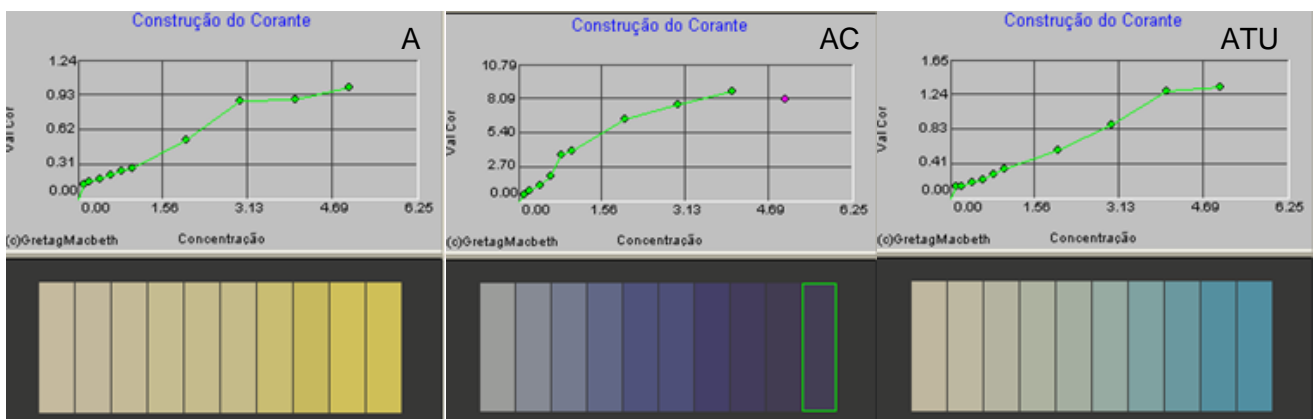 Construção do Corante
A
1.24
0.93
0.62
0.31
0.00
Val Cor
0.00 1.56 3.13 4.69 6.25
(c)GretagMacbeth Concentração
Construção do Corante
AC
10.79
8.09
5.40
2.70
0.00
Val Cor
0.00 1.56 3.13 4.69 6.25
(c)GretagMacbeth Concentração
Construção do Corante
ATU
1.65
1.24
0.83
0.41
0.00
Val Cor
0.00 1.56 3.13 4.69 6.25
(c)GretagMacbeth Concentração